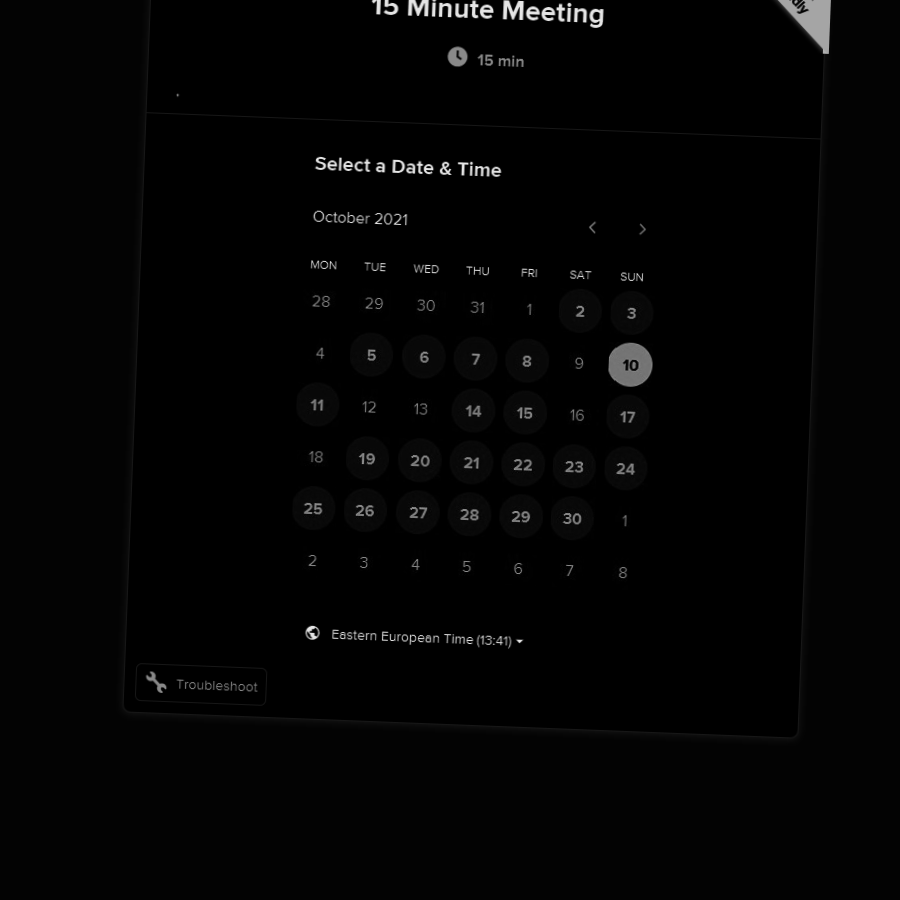 15 Minute Meeting
15 min
Select a Date & Time
October 2021
MON TUE WED THU FRI SAT SUN
28 29 30 31 1 2 3
4 5 6 7 8 9 10
11 12 13 14 15 16 17
18 19 20 21 22 23 24
25 26 27 28 29 30 1
2 3 4 5 6 7 8
Eastern European Time (13:41)
Troubleshoot